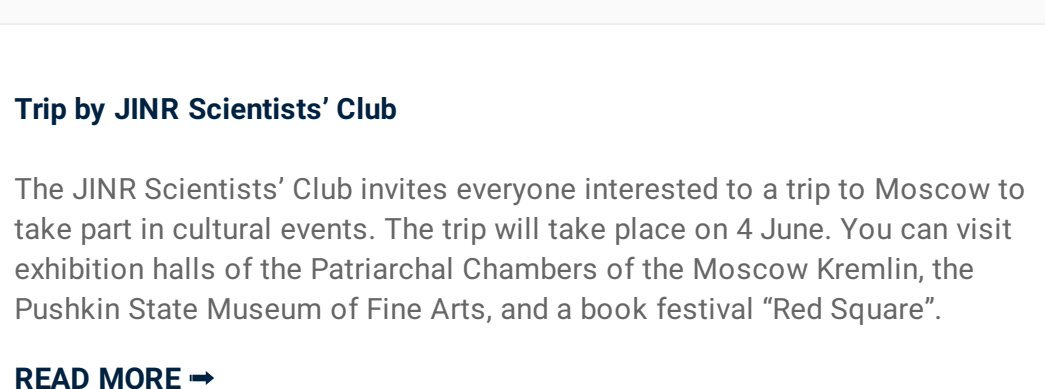 Trip by JINR Scientists’ Club
The JINR Scientists’ Club invites everyone interested to a trip to Moscow to
take part in cultural events. The trip will take place on 4 June. You can visit
exhibition halls of the Patriarchal Chambers of the Moscow Kremlin, the
Pushkin State Museum of Fine Arts, and a book festival “Red Square”.
READ MORE ➟